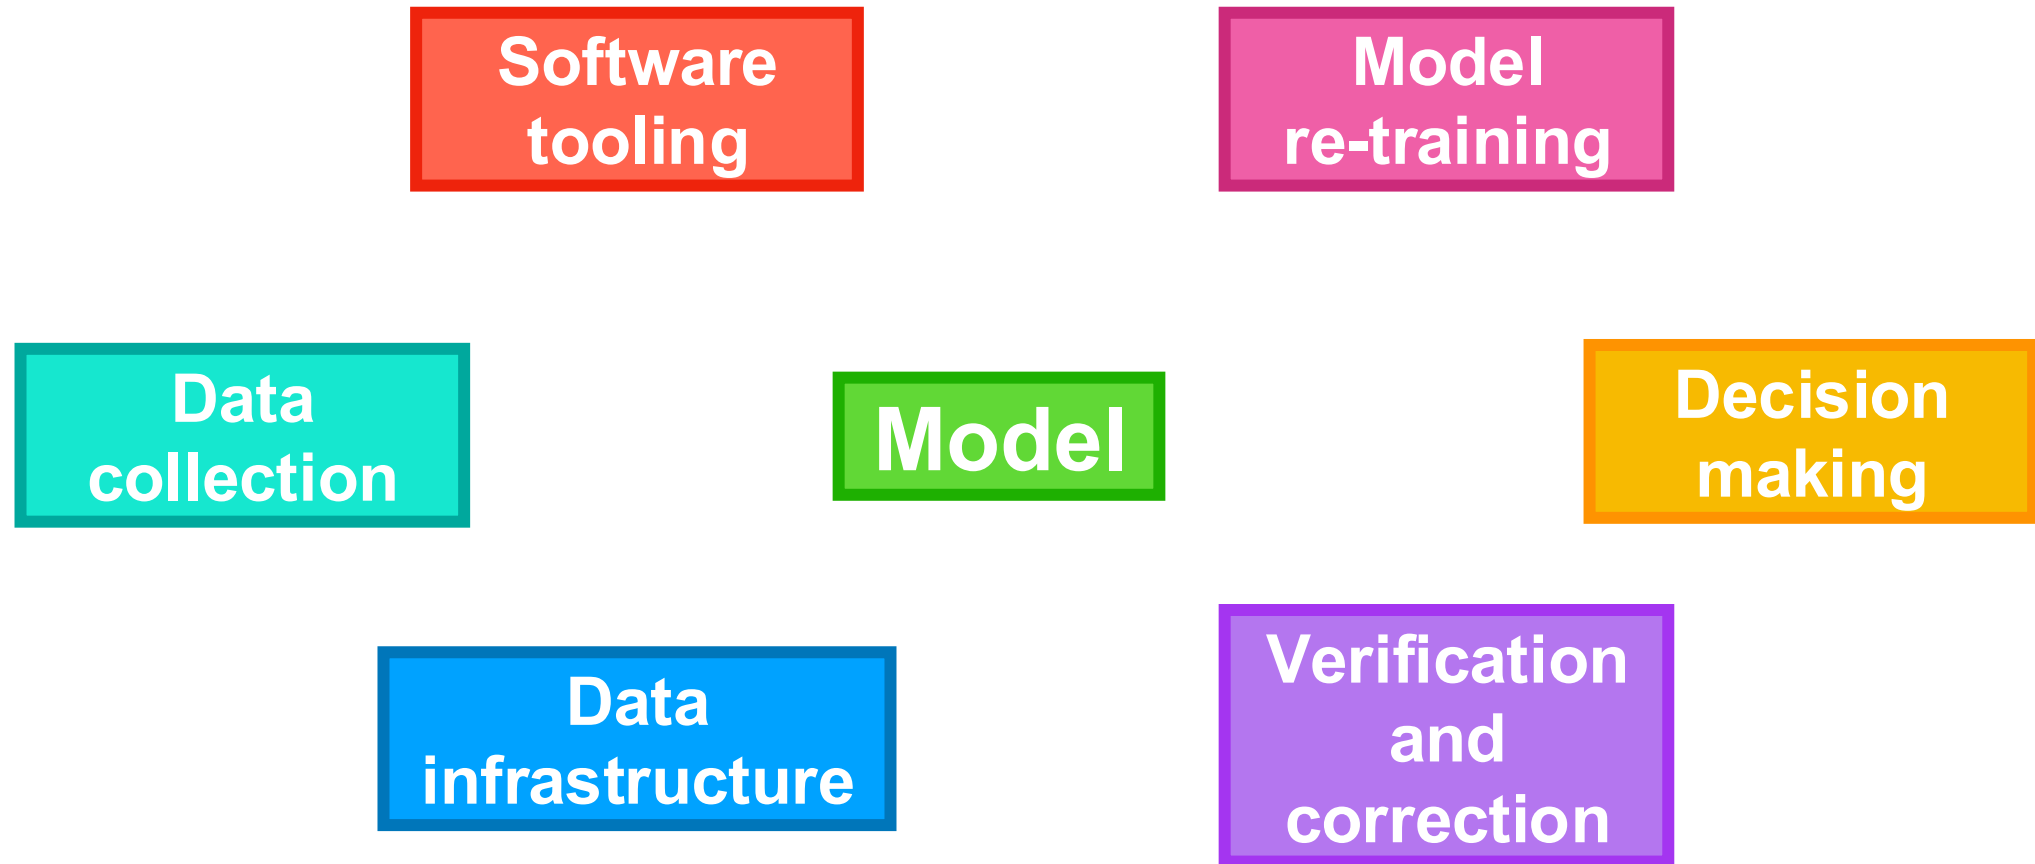 Software
tooling
Model
re-training
Data
collection
Model
Decision
making
Data
infrastructure
Verification
and
correction